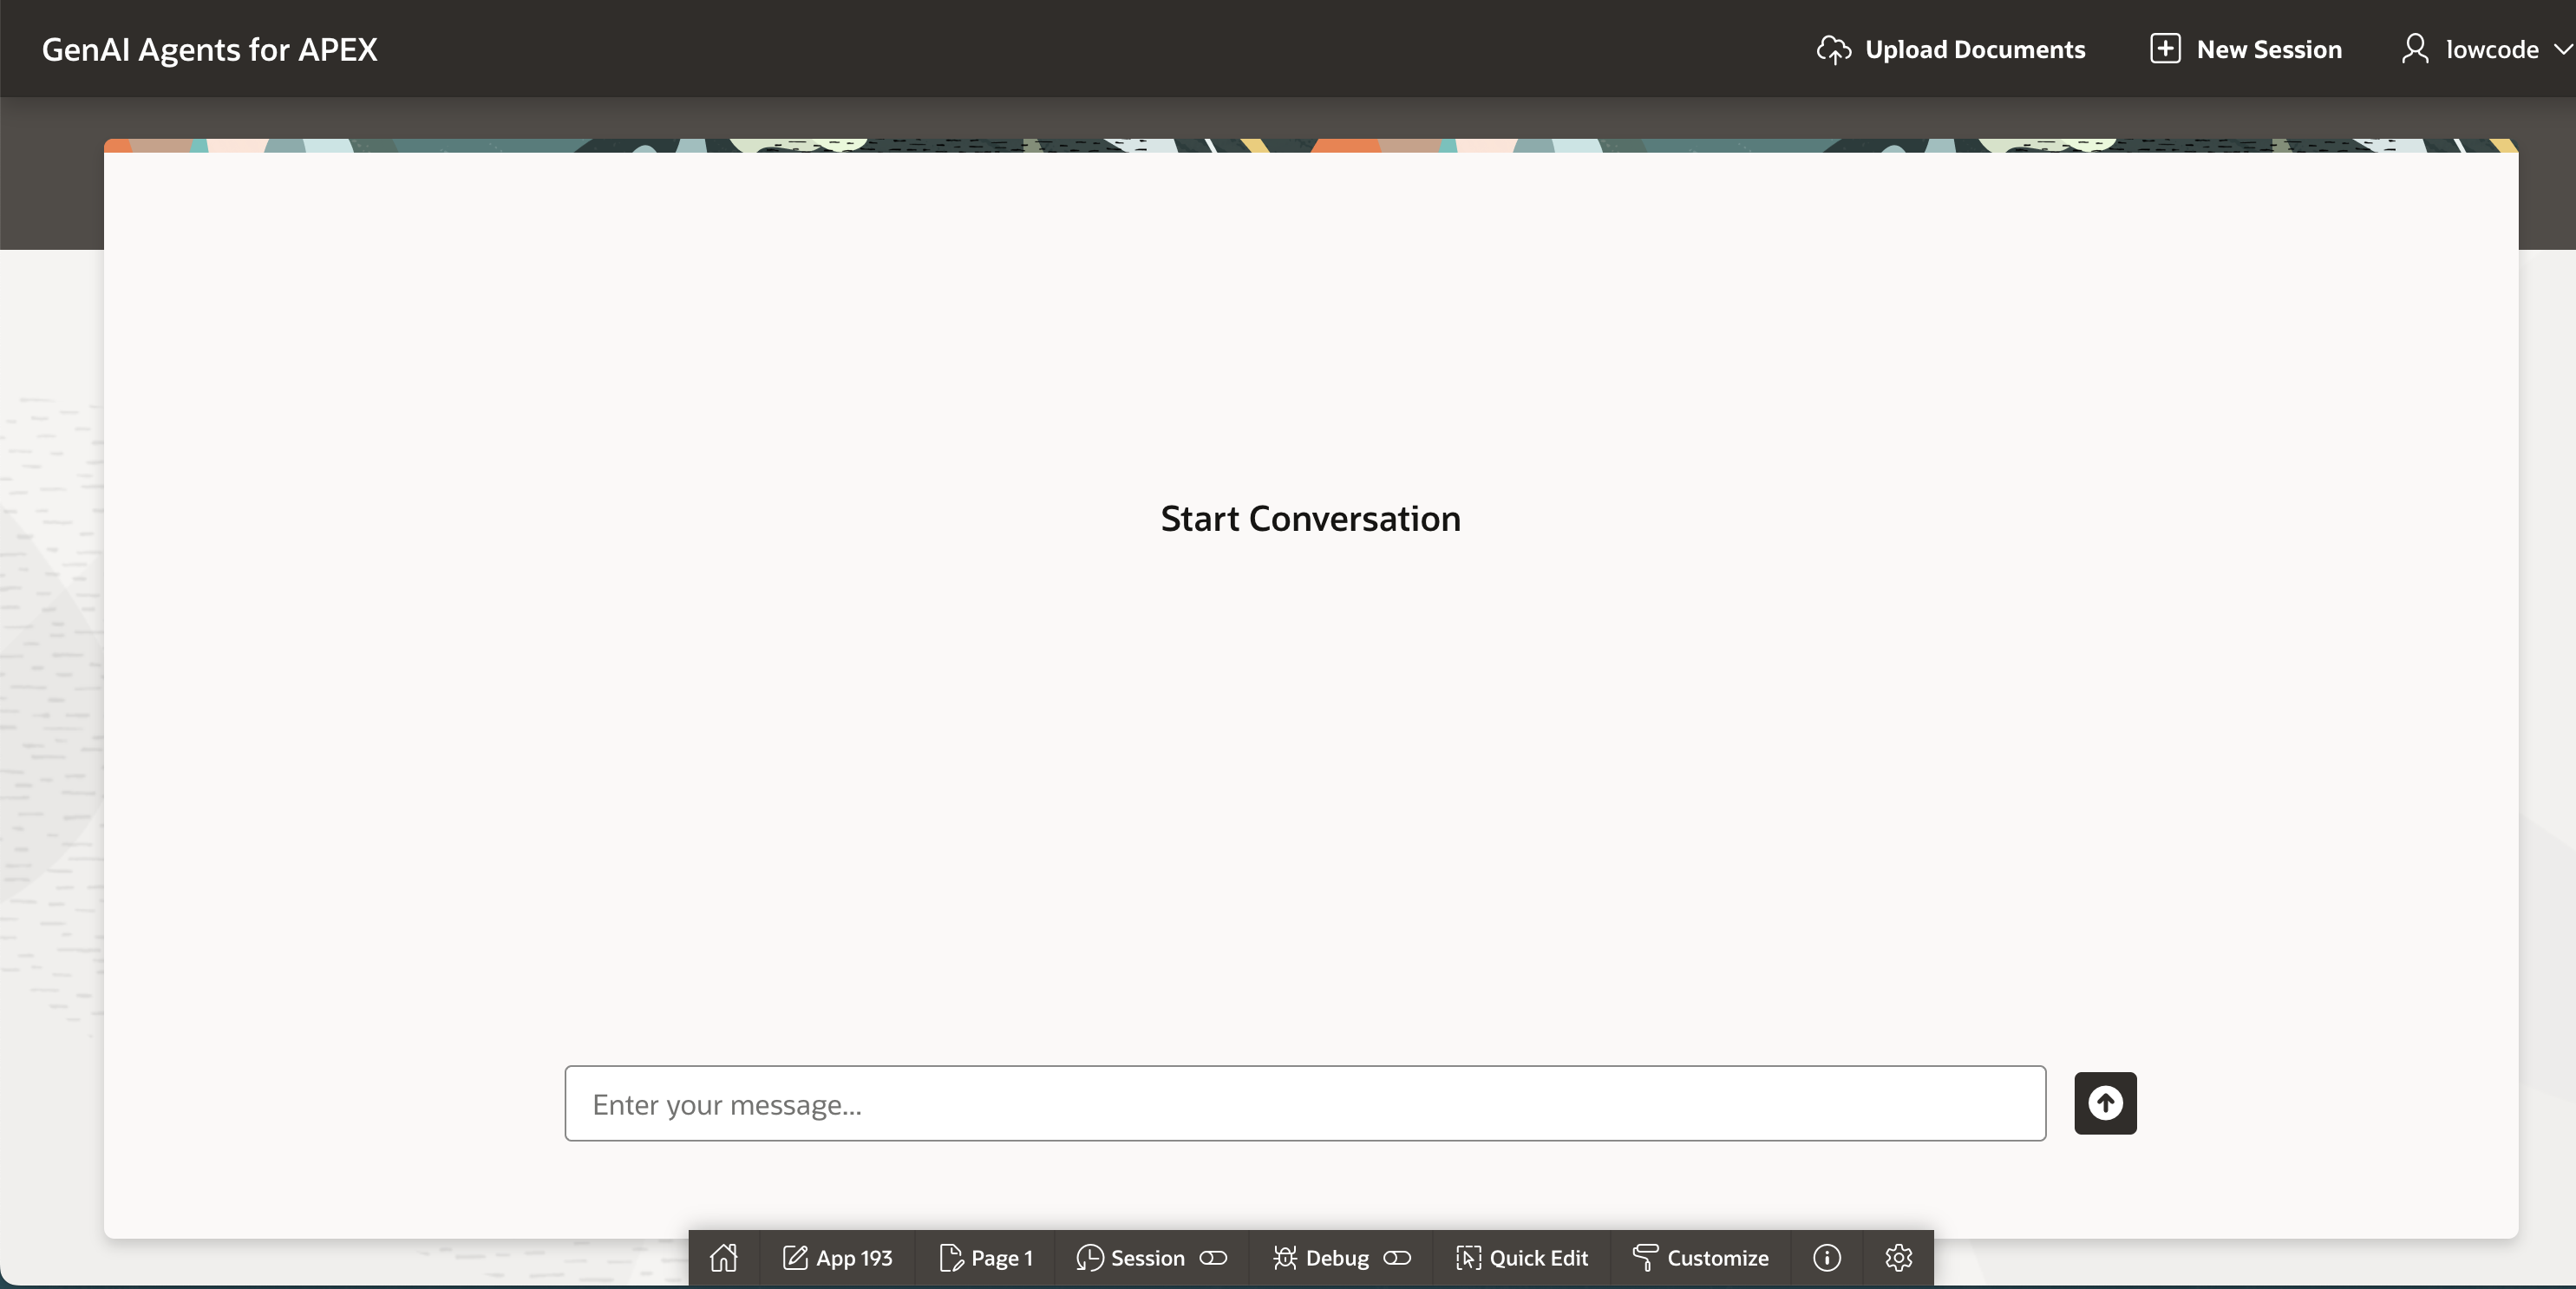 GenAI Agents for APEX
Upload Documents
New Session
lowcode
Start Conversation
Enter your message...
App 193
Page 1
Session
Debug
Quick Edit
Customize